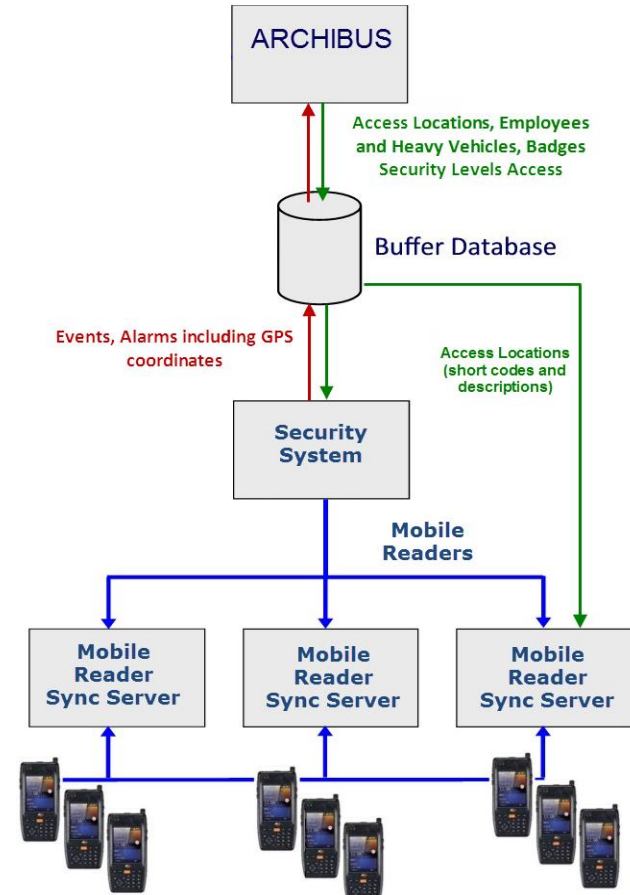 ARCHIBUS
Access Locations, Employees
and Heavy Vehicles, Badges
Security Levels Access
Buffer Database
Events, Alarms including GPS
coordinates
Access Locations
(short codes and
descriptions)
Security
System
Mobile
Readers
Mobile
Reader
Sync Server
Mobile
Reader
Sync Server
Mobile
Reader
Sync Server